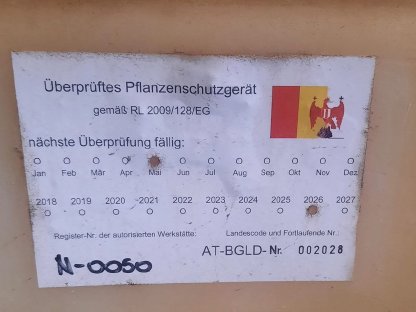 Überprüftes Pflanzenschutzgerät
gemäß RL 2009/128/EG
nächste Überprüfung fällig:
Jan Feb Mär Apr Mai Jun Jul Aug Sep Okt Nov Dez
2018 2019 2020 2021 2022 2023 2024 2025 2026 2027
Register-Nr. der autorisierten Werkstätte:
Landescode und Fortlaufende Nr.:
N-0050
AT-BGLD-Nr. 002028